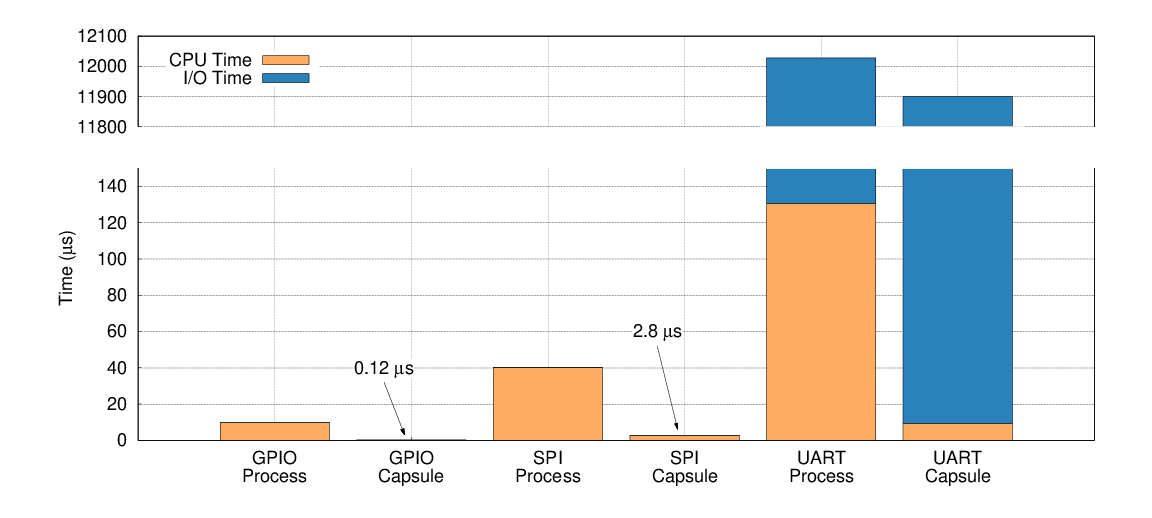 12100
12000
11900
11800
CPU Time
I/O Time
140
120
100
80
60
40
20
0
Time (μs)
0.12 μs
2.8 μs
GPIO
Process
GPIO
Capsule
SPI
Process
SPI
Capsule
UART
Process
UART
Capsule